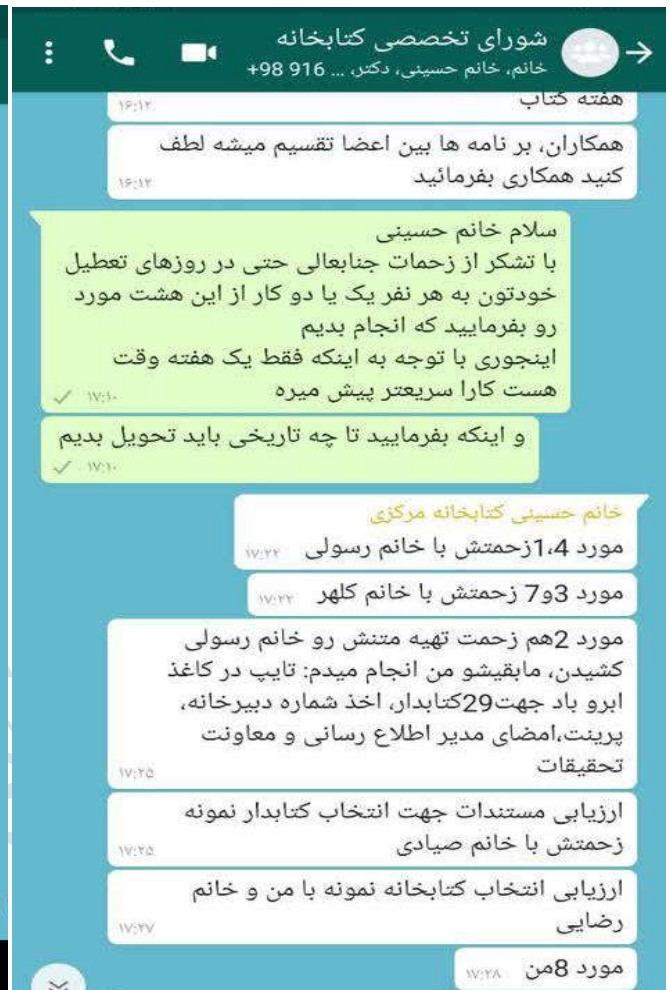 شورای تخصصی کتابخانه
خانم، خانم حسینی، دکتر، ... 916 98+
هفته کتاب
۱۶:۱۲
همکاران، بر نامه ها بین اعضا تقسیم میشه لطف
کنید همکاری بفرمائید
۱۶:۱۲
سلام خانم حسینی
با تشکر از زحمات جنابعالی حتی در روزهای تعطیل
خودتون به هر نفر یک یا دو کار از این هشت مورد
رو بفرمایید که انجام بدیم
اینجوری با توجه به اینکه فقط یک هفته وقت
هست کارا سریعتر پیش میره
۱۷:۱۰
و اینکه بفرمایید تا چه تاریخی باید تحویل بدیم
۱۷:۱۰
خانم حسینی کتابخانه مرکزی
مورد 1،4زحمتش با خانم رسولی
۱۷:۲۲
مورد 3و7 زحمتش با خانم کلهر
۱۷:۲۲
مورد 2هم زحمت تهیه متنش رو خانم رسولی
کشیدن، مابقیشو من انجام میدم: تایپ در کاغذ
ابرو باد جهت29کتابدار، اخذ شماره دبیرخانه،
پرینت،امضای مدیر اطلاع رسانی و معاونت
تحقیقات
۱۷:۲۵
ارزیابی مستندات جهت انتخاب کتابدار نمونه
زحمتش با خانم صیادی
۱۷:۲۵
ارزیابی انتخاب کتابخانه نمونه با من و خانم
رضایی
۱۷:۲۷
مورد 8من
۱۷:۲۸